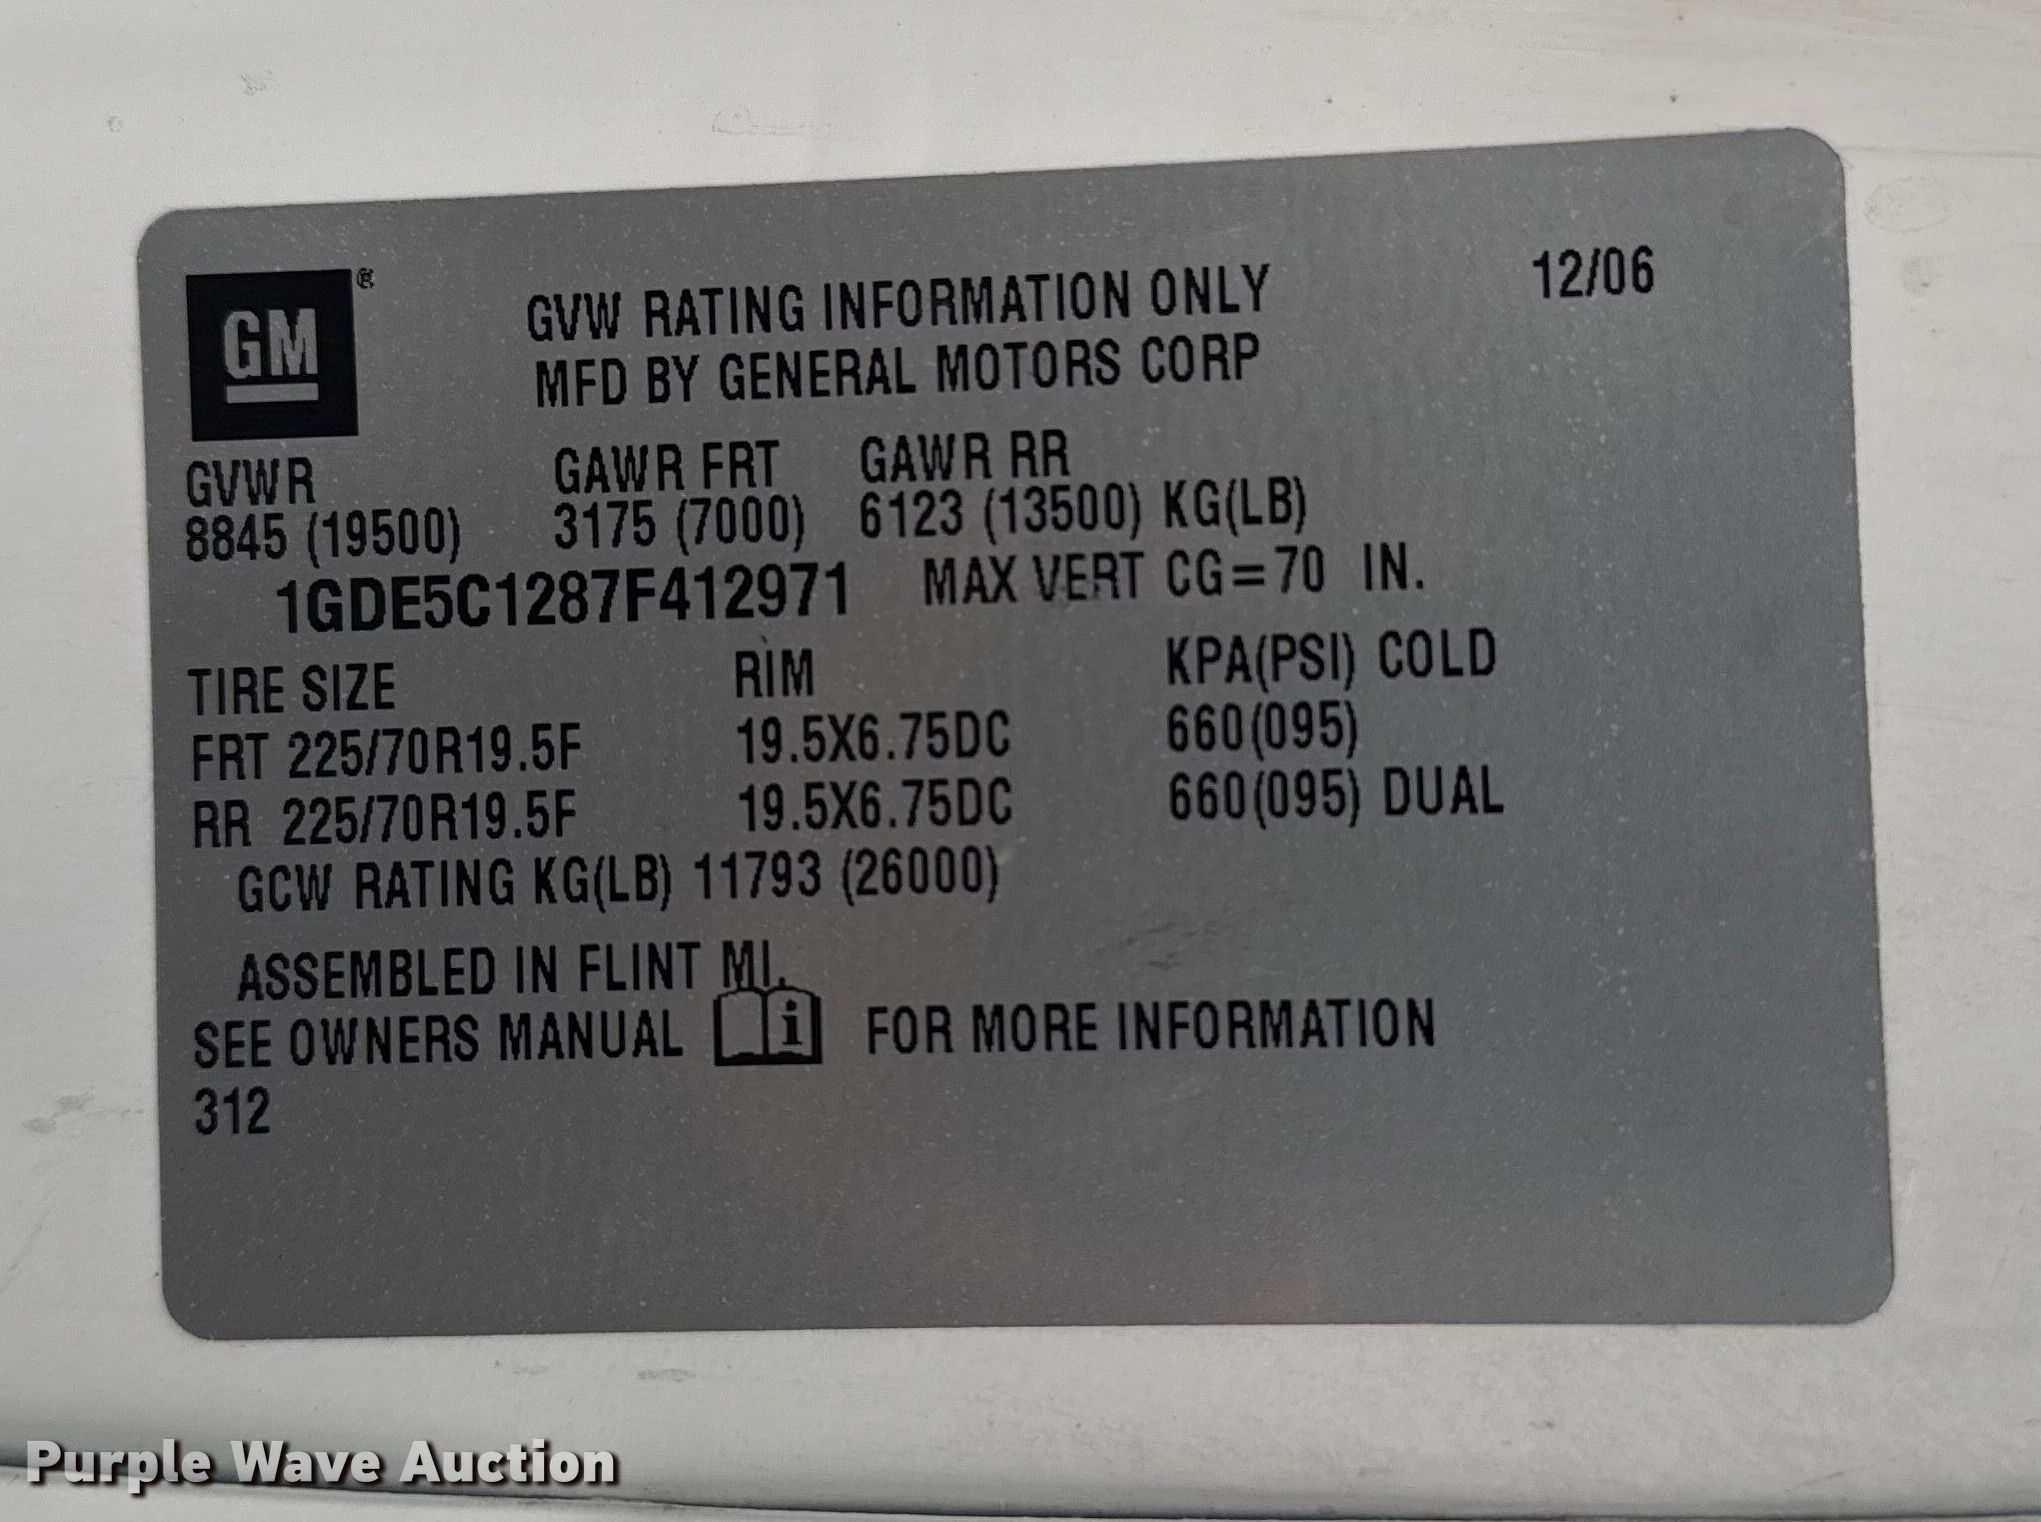 GM®
GVW RATING INFORMATION ONLY 12/06
MFD BY GENERAL MOTORS CORP
GVWR GAWR FRT GAWR RR
8845 (19500) 3175 (7000) 6123 (13500) KG(LB)
1GDE5C1287F412971 MAX VERT CG=70 IN.
TIRE SIZE RIM KPA(PSI) COLD
FRT 225/70R19.5F 19.5X6.75DC 660(095)
RR 225/70R19.5F 19.5X6.75DC 660(095) DUAL
GCW RATING KG(LB) 11793 (26000)
ASSEMBLED IN FLINT MI.
SEE OWNERS MANUAL i FOR MORE INFORMATION
312
Purple Wave Auction